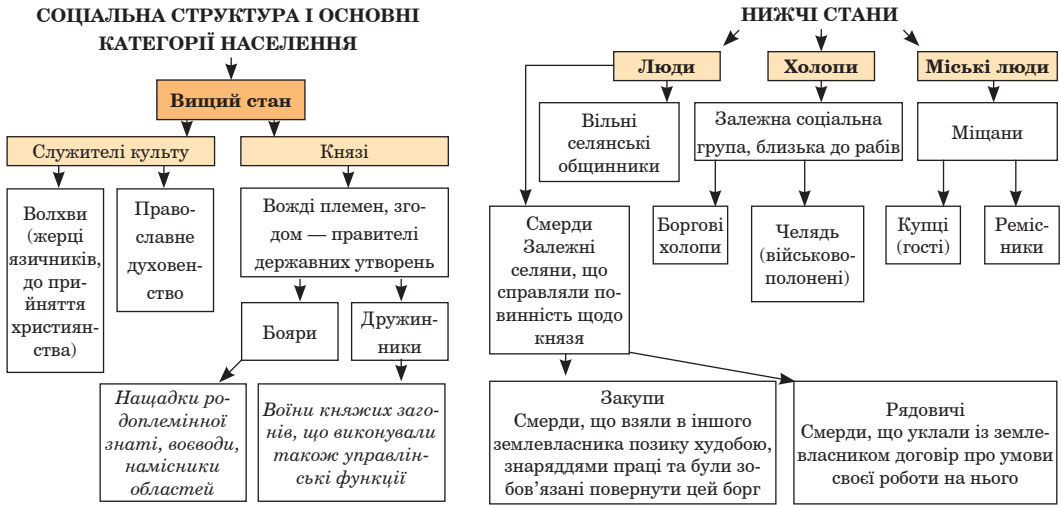 СОЦІАЛЬНА СТРУКТУРА І ОСНОВНІ
КАТЕГОРІЇ НАСЕЛЕННЯ
Вищий стан
Служителі культу
Князі
Волхви
(жерці
язичників,
до при-
йняття
християн-
ства)
Право-
славне
духовен-
ство
Вожді племен, зго-
дом — правителі
державних утворень
Бояри
Дружин-
ники
Нащадки ро-
доплемінної
знаті, воєводи,
намісники
областей
Воїни княжих заго-
нів, що виконували
також управлін-
ські функції
НИЖЧІ СТАНИ
Люди
Холопи
Міські люди
Вільні
селянські
общинники
Залежна соціальна
група, близька до рабів
Міщани
Смерди
Залежні
селяни, що
справляли по-
винність щодо
князя
Боргові
холопи
Челядь
(військово-
полонені)
Купці
(гості)
Реміс-
ники
Закупи
Смерди, що взяли в іншого
землевласника позику худобою,
знаряддями праці та були зо-
бов’язані повернути цей борг
Рядовичі
Смерди, що уклали із земле-
власником договір про умови
своєї роботи на нього